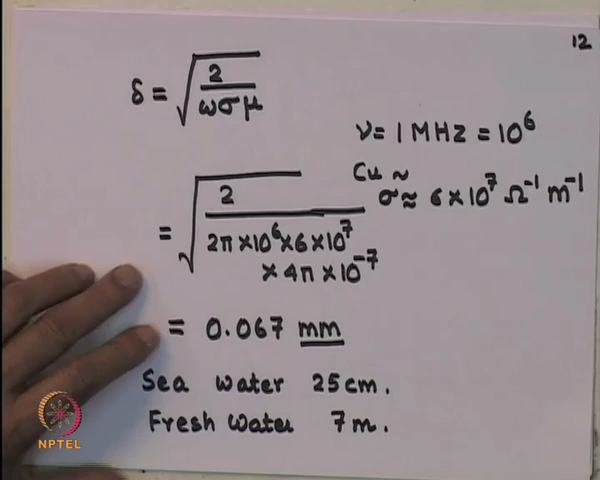 12
δ = √(2/ωσμ)
ν = 1 MHz = 10⁶
Cu ~
σ ≈ 6 × 10⁷ Ω⁻¹ m⁻¹
= √(2/(2π × 10⁶ × 6 × 10⁷ × 4π × 10⁻⁷))
= 0.067 mm
Sea water 25 cm.
Fresh water 7 m.
NPTEL